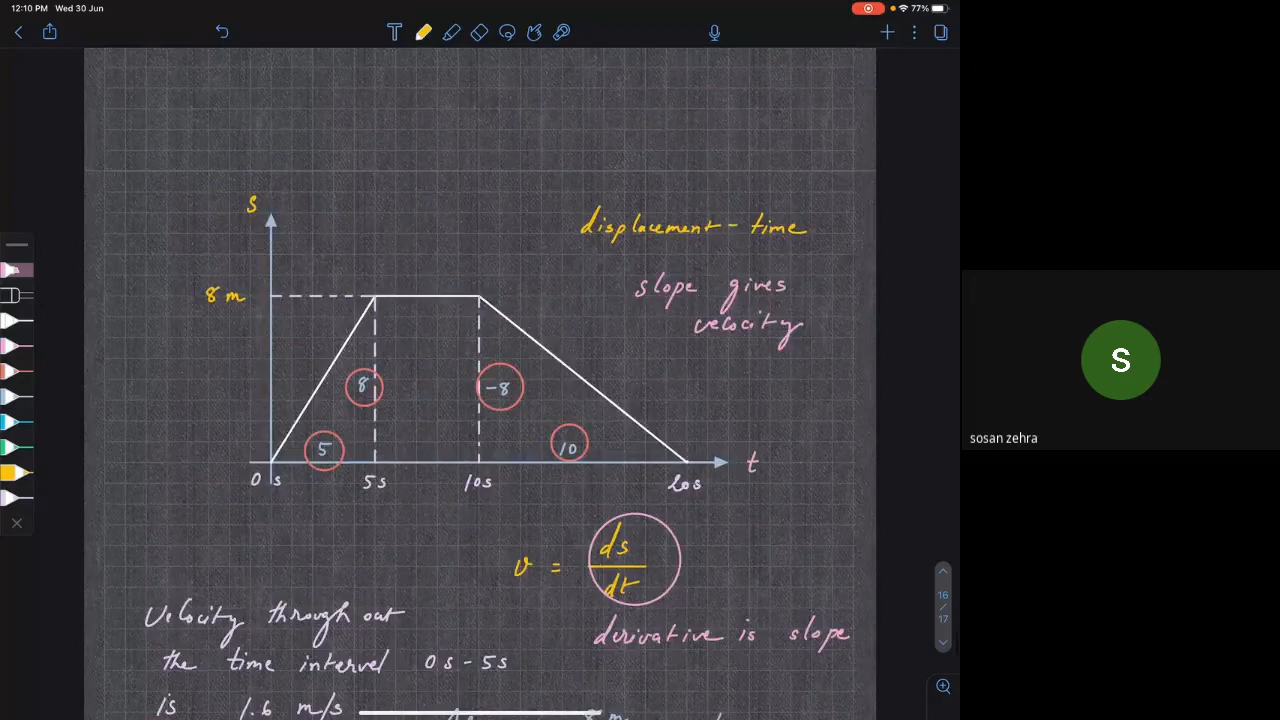 12:10 PM Wed 30 Jun
77%
S
displacement - time
8 m
slope gives
velocity
8
-8
5
10
t
0 s
5 s
10s
20s
v = ds/dt
derivative is slope
Velocity through out
the time interval 0 s - 5 s
is 1.6 m/s
16
/
17
S
sosan zehra